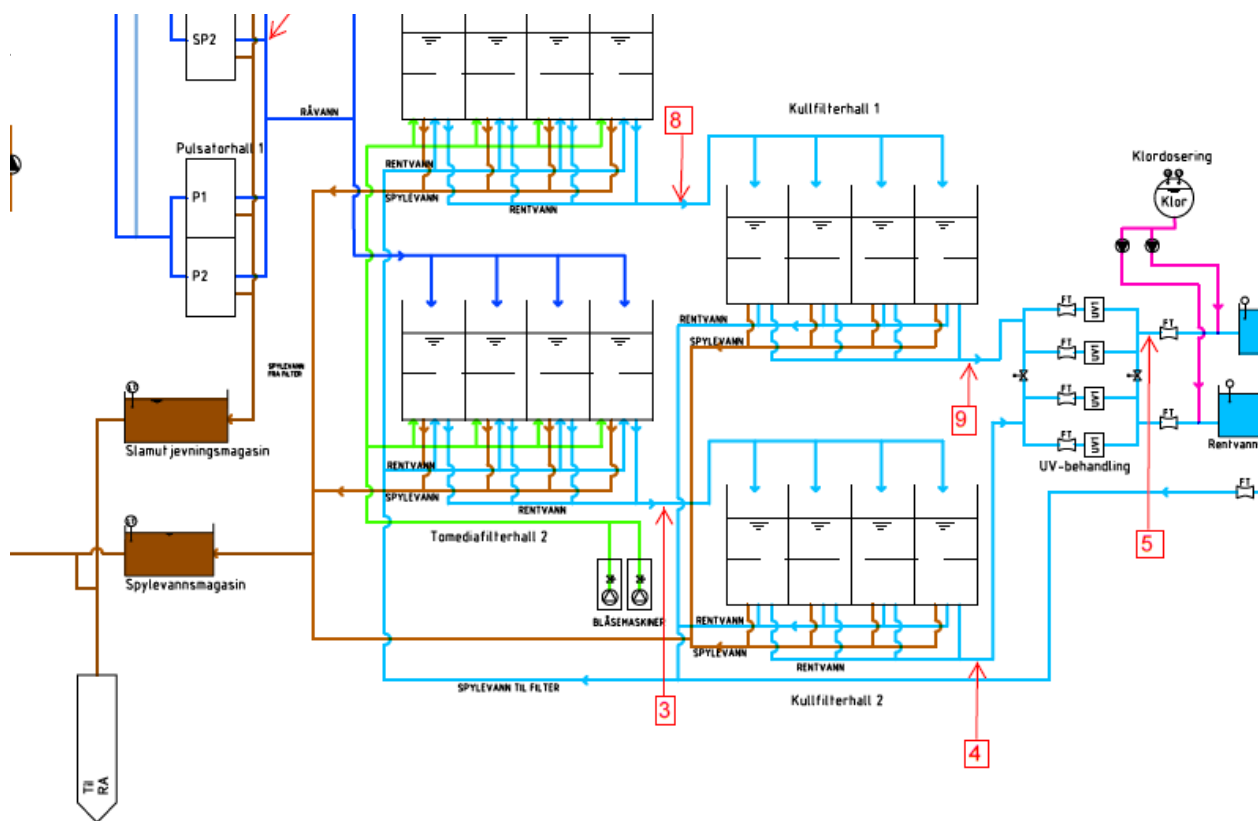 SP2
RÅVANN
Pulsatorhall 1
P1
P2
SPYLEVANN
FRA FILTER
RENTVANN
SPYLEVANN
RENTVANN
8
Kullfilterhall 1
Klordosering
Klor
RENTVANN
SPYLEVANN
9
FT
UV1
FT
FT
UV1
FT
UV1
FT
FT
UV1
5
UV-behandling
Rentvann
FT
LT
Slamutjevningsmagasin
LT
Spylevannsmagasin
RENTVANN
SPYLEVANN
RENTVANN
Tomediafilterhall 2
BLÅSEMASKINER
3
RENTVANN
SPYLEVANN
RENTVANN
SPYLEVANN TIL FILTER
Kullfilterhall 2
4
Til
RA